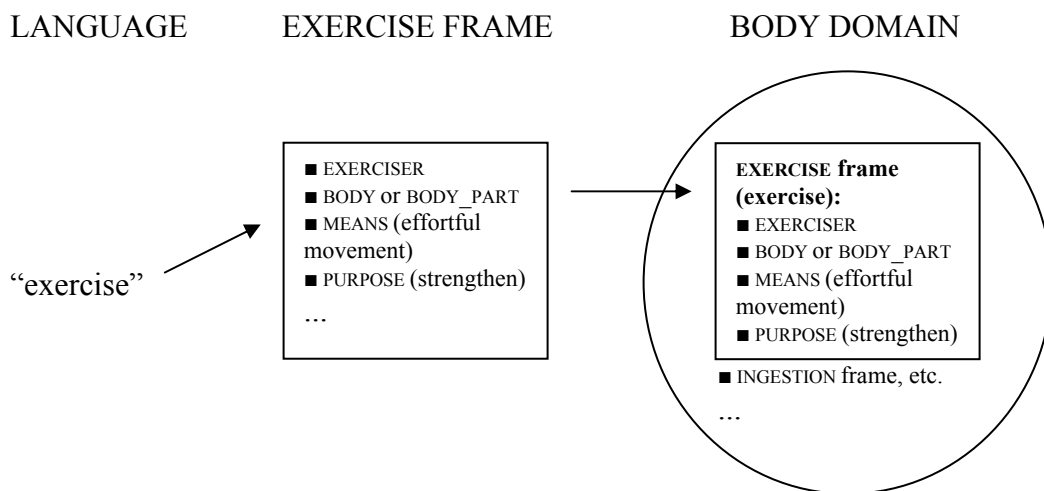 LANGUAGE EXERCISE FRAME BODY DOMAIN
“exercise”
■ EXERCISER
■ BODY or BODY_PART
■ MEANS (effortful
movement)
■ PURPOSE (strengthen)
...
EXERCISE frame
(exercise):
■ EXERCISER
■ BODY or BODY_PART
■ MEANS (effortful
movement)
■ PURPOSE (strengthen)
■ INGESTION frame, etc.
...